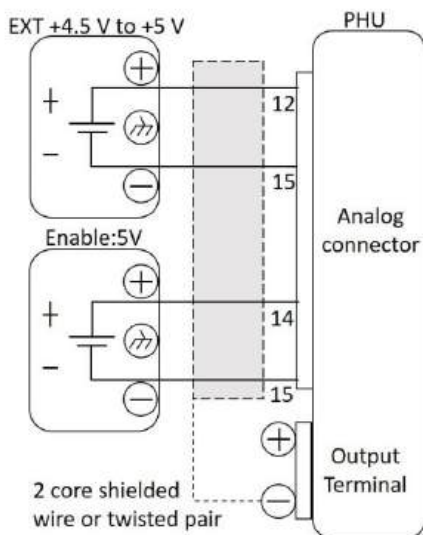 EXT +4.5 V to +5 V
PHU
+
+
12
−
15
−
Analog
connector
Enable:5V
+
+
14
−
15
−
+
Output
Terminal
−
2 core shielded
wire or twisted pair